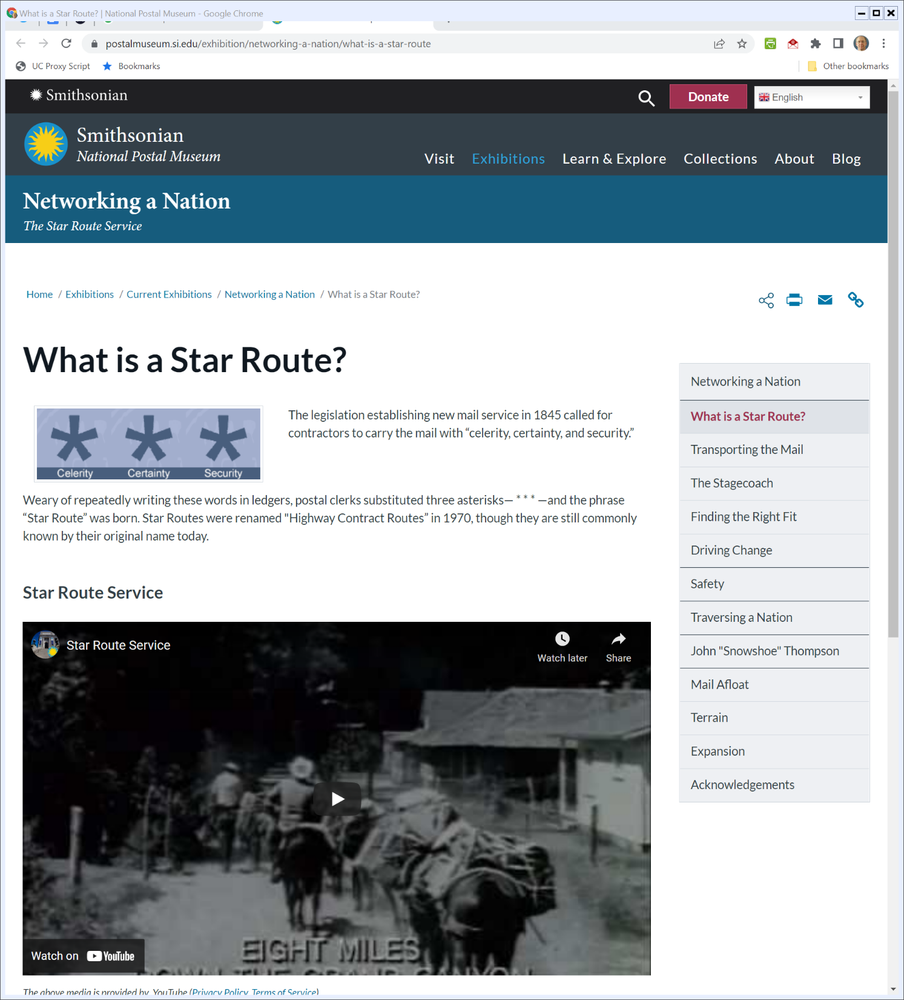 What is a Star Route? | National Postal Museum - Google Chrome
postalmuseum.si.edu/exhibition/networking-a-nation/what-is-a-star-route
UC Proxy Script Bookmarks Other bookmarks
Smithsonian Donate English
Smithsonian
National Postal Museum
Visit Exhibitions Learn & Explore Collections About Blog
Networking a Nation
The Star Route Service
Home / Exhibitions / Current Exhibitions / Networking a Nation / What is a Star Route?
What is a Star Route?
Celerity Certainty Security
The legislation establishing new mail service in 1845 called for
contractors to carry the mail with “celerity, certainty, and security.”
Weary of repeatedly writing these words in ledgers, postal clerks substituted three asterisks— * * * —and the phrase
“Star Route” was born. Star Routes were renamed "Highway Contract Routes” in 1970, though they are still commonly
known by their original name today.
Star Route Service
Star Route Service
Watch later Share
EIGHT MILES
DOWN THE GRAND CANYON
Watch on YouTube
The above media is provided by YouTube (Privacy Policy, Terms of Service)
Networking a Nation
What is a Star Route?
Transporting the Mail
The Stagecoach
Finding the Right Fit
Driving Change
Safety
Traversing a Nation
John "Snowshoe" Thompson
Mail Afloat
Terrain
Expansion
Acknowledgements